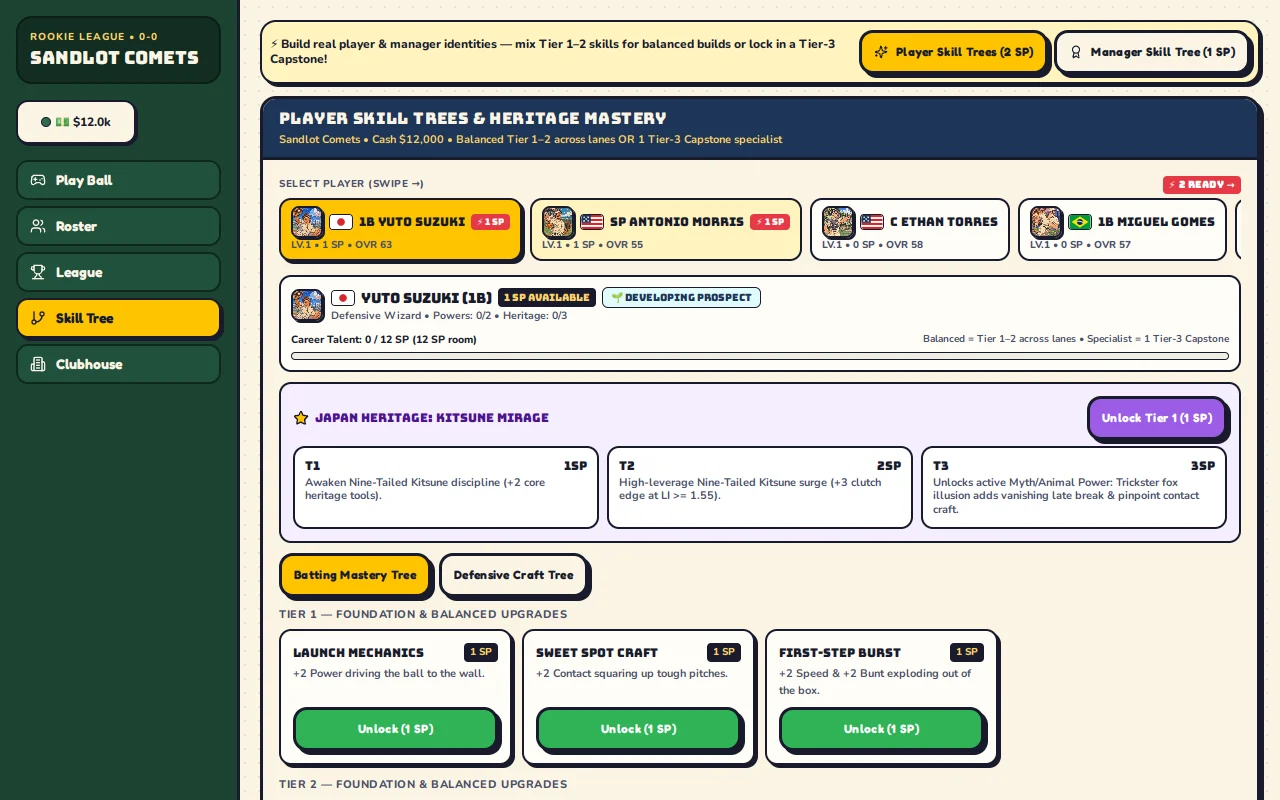 ROOKIE LEAGUE • 0-0
SANDLOT COMETS
💵 $12.0k
Play Ball
Roster
League
Skill Tree
Clubhouse
⚡ Build real player & manager identities — mix Tier 1–2 skills for balanced builds or lock in a Tier-3
Capstone!
Player Skill Trees (2 SP)
Manager Skill Tree (1 SP)
PLAYER SKILL TREES & HERITAGE MASTERY
Sandlot Comets • Cash $12,000 • Balanced Tier 1–2 across lanes OR 1 Tier-3 Capstone specialist
SELECT PLAYER (SWIPE →)
⚡ 2 READY →
1B YUTO SUZUKI
⚡ 1 SP
LV.1 • 1 SP • OVR 63
SP ANTONIO MORRIS
⚡ 1 SP
LV.1 • 1 SP • OVR 55
C ETHAN TORRES
LV.1 • 0 SP • OVR 58
1B MIGUEL GOMES
LV.1 • 0 SP • OVR 57
YUTO SUZUKI (1B)
1 SP AVAILABLE
🌱 DEVELOPING PROSPECT
Defensive Wizard • Powers: 0/2 • Heritage: 0/3
Career Talent: 0 / 12 SP (12 SP room)
Balanced = Tier 1–2 across lanes • Specialist = 1 Tier-3 Capstone
JAPAN HERITAGE: KITSUNE MIRAGE
Unlock Tier 1 (1 SP)
T1
1SP
Awaken Nine-Tailed Kitsune discipline (+2 core
heritage tools).
T2
2SP
High-leverage Nine-Tailed Kitsune surge (+3 clutch
edge at LI >= 1.55).
T3
3SP
Unlocks active Myth/Animal Power: Trickster fox
illusion adds vanishing late break & pinpoint contact
craft.
Batting Mastery Tree
Defensive Craft Tree
TIER 1 — FOUNDATION & BALANCED UPGRADES
LAUNCH MECHANICS
1 SP
+2 Power driving the ball to the wall.
Unlock (1 SP)
SWEET SPOT CRAFT
1 SP
+2 Contact squaring up tough pitches.
Unlock (1 SP)
FIRST-STEP BURST
1 SP
+2 Speed & +2 Bunt exploding out of
the box.
Unlock (1 SP)
TIER 2 — FOUNDATION & BALANCED UPGRADES